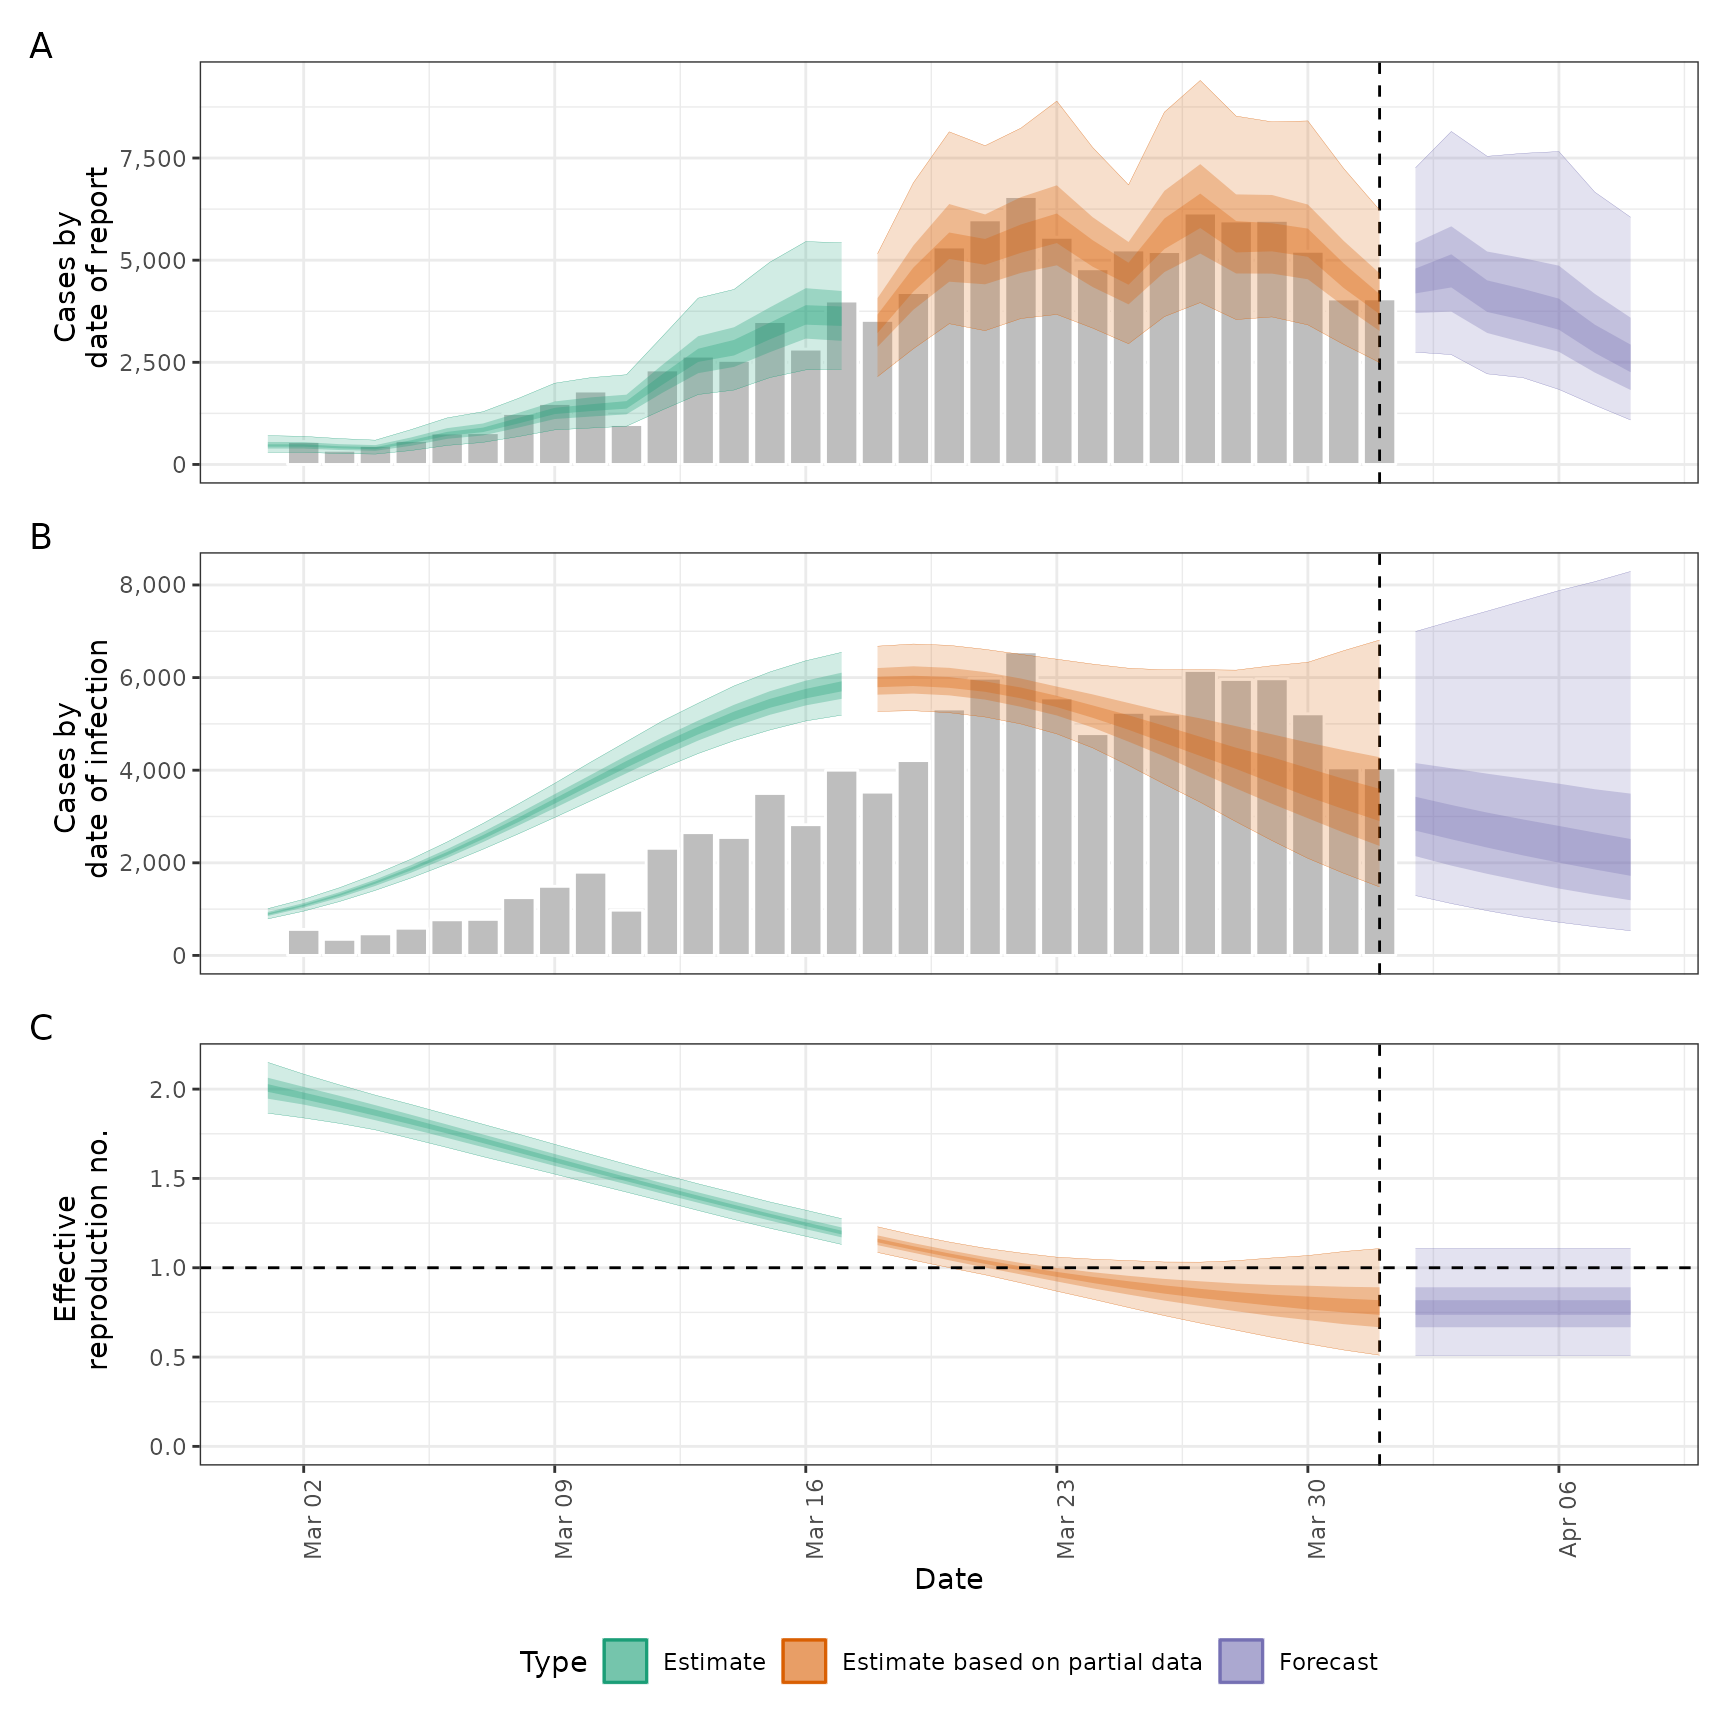 A
Cases by
date of report
7,500
5,000
2,500
0
B
Cases by
date of infection
8,000
6,000
4,000
2,000
0
C
Effective
reproduction no.
2.0
1.5
1.0
0.5
0.0
Mar 02
Mar 09
Mar 16
Mar 23
Mar 30
Apr 06
Date
Type
Estimate
Estimate based on partial data
Forecast